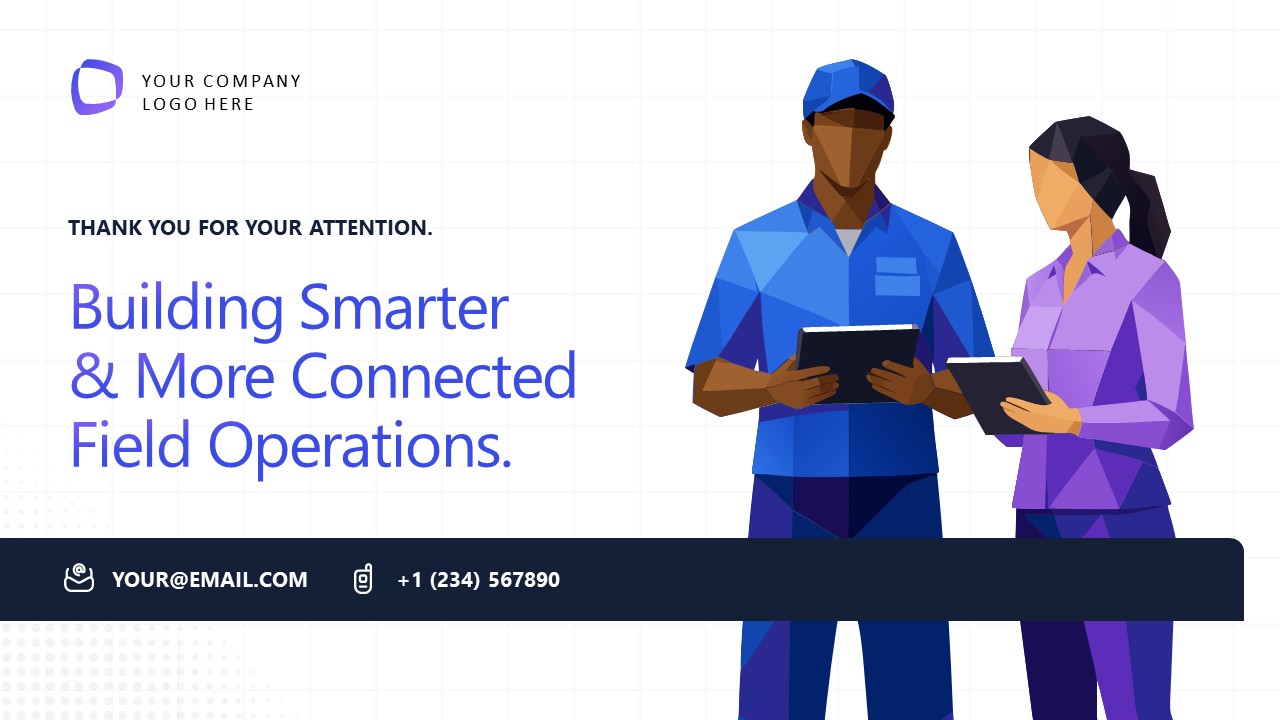 YOUR COMPANY
LOGO HERE
THANK YOU FOR YOUR ATTENTION.
Building Smarter
& More Connected
Field Operations.
YOUR@EMAIL.COM
+1 (234) 567890